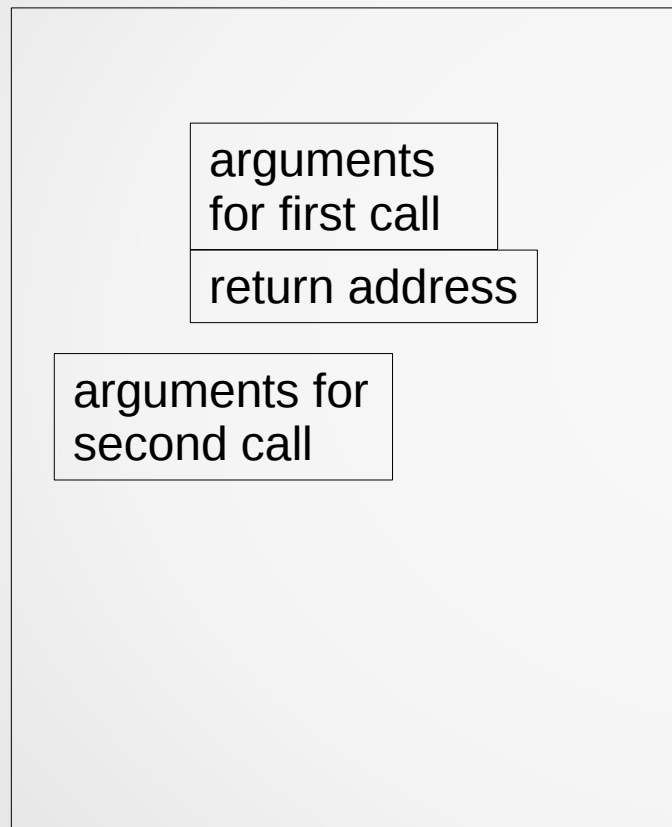 arguments
for first call
return address
arguments for
second call